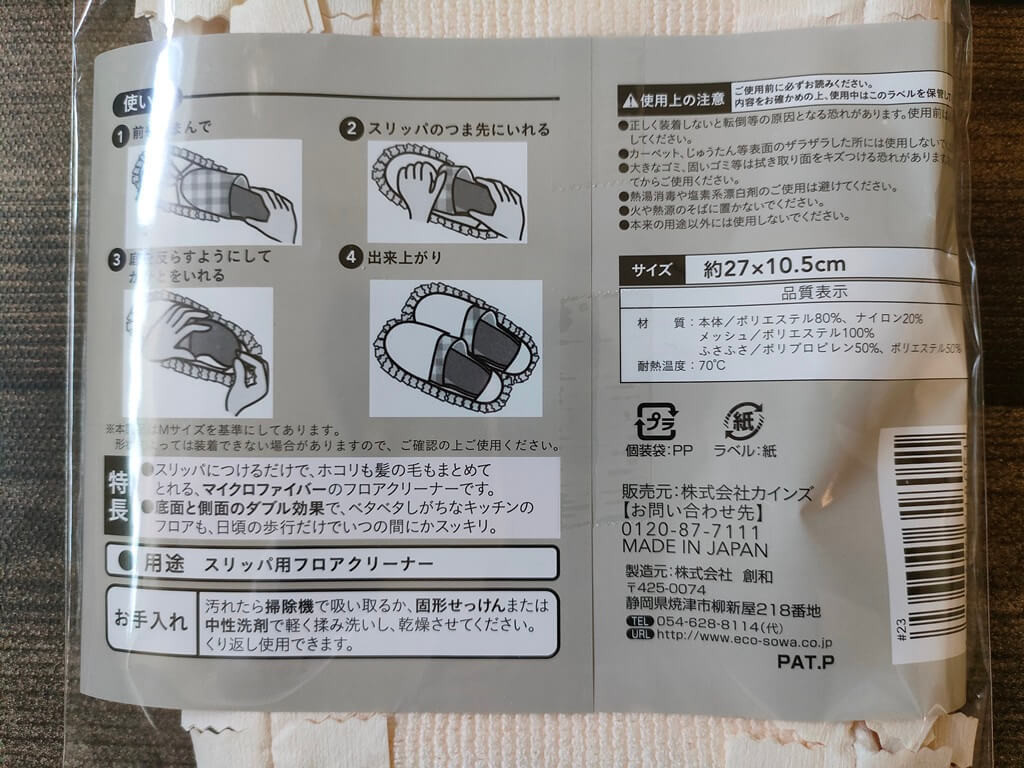 使い
1 前 まんで
2 スリッパのつま先にいれる
3 底 反らすようにして
か とをいれる
4 出来上がり
※本 はMサイズを基準にしてあります。
形 っては装着できない場合がありますので、ご確認の上ご使用ください。
特長
●スリッパにつけるだけで、ホコリも髪の毛もまとめて
とれる、マイクロファイバーのフロアクリーナーです。
●底面と側面のダブル効果で、ベタベタしがちなキッチンの
フロアも、日頃の歩行だけでいつの間にかスッキリ。
用途 スリッパ用フロアクリーナー
お手入れ
汚れたら掃除機で吸い取るか、固形せっけんまたは
中性洗剤で軽く揉み洗いし、乾燥させてください。
くり返し使用できます。
使用上の注意
ご使用前に必ずお読みください。
内容をお確かめの上、使用中はこのラベルを保管し
●正しく装着しないと転倒等の原因となる恐れがあります。使用前
してください。
●カーペット、じゅうたん等表面のザラザラした所には使用しない
●大きなゴミ、固いゴミ等は拭き取り面をキズつける恐れがあります
てからご使用ください。
●熱湯消毒や塩素系漂白剤のご使用は避けてください。
●火や熱源のそばに置かないでください。
●本来の用途以外には使用しないでください。
サイズ 約27×10.5cm
品質表示
材 質：本体／ポリエステル80%、ナイロン20%
メッシュ／ポリエステル100%
ふさふさ／ポリプロピレン50%、ポリエステル50%
耐熱温度：70℃
プラ
紙
個装袋：PP ラベル：紙
販売元：株式会社カインズ
【お問い合わせ先】
0120-87-7111
MADE IN JAPAN
製造元：株式会社 創和
〒425-0074
静岡県焼津市柳新屋218番地
TEL 054-628-8114（代）
URL http://www.eco-sowa.co.jp
PAT.P
#23